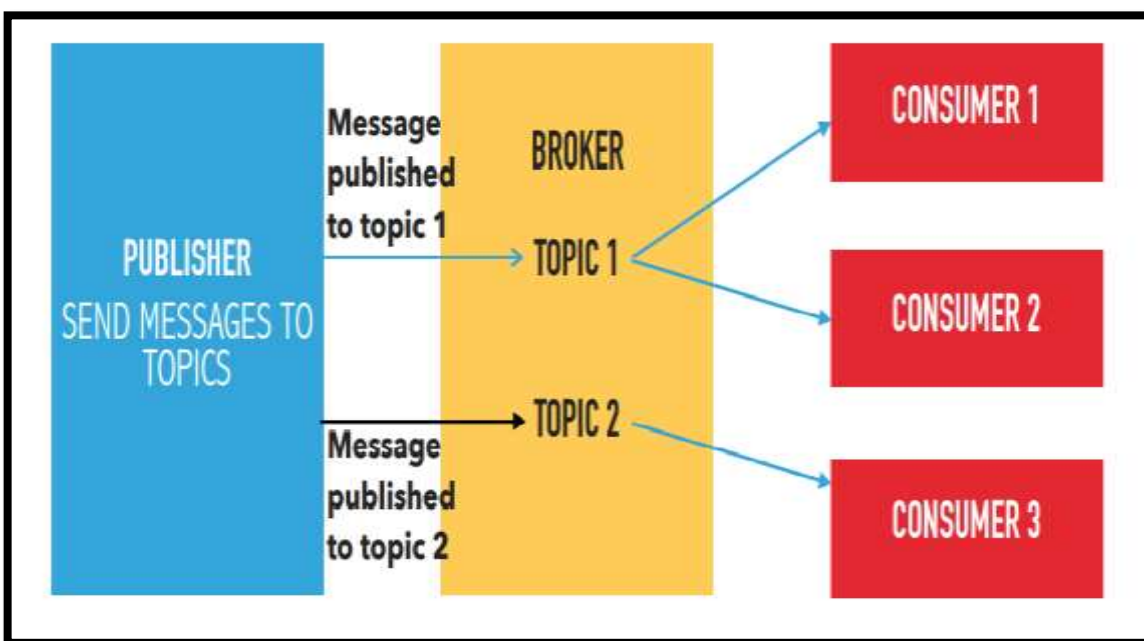 PUBLISHER
SEND MESSAGES TO
TOPICS
Message
published
to topic 1
Message
published
to topic 2
BROKER
TOPIC 1
TOPIC 2
CONSUMER 1
CONSUMER 2
CONSUMER 3